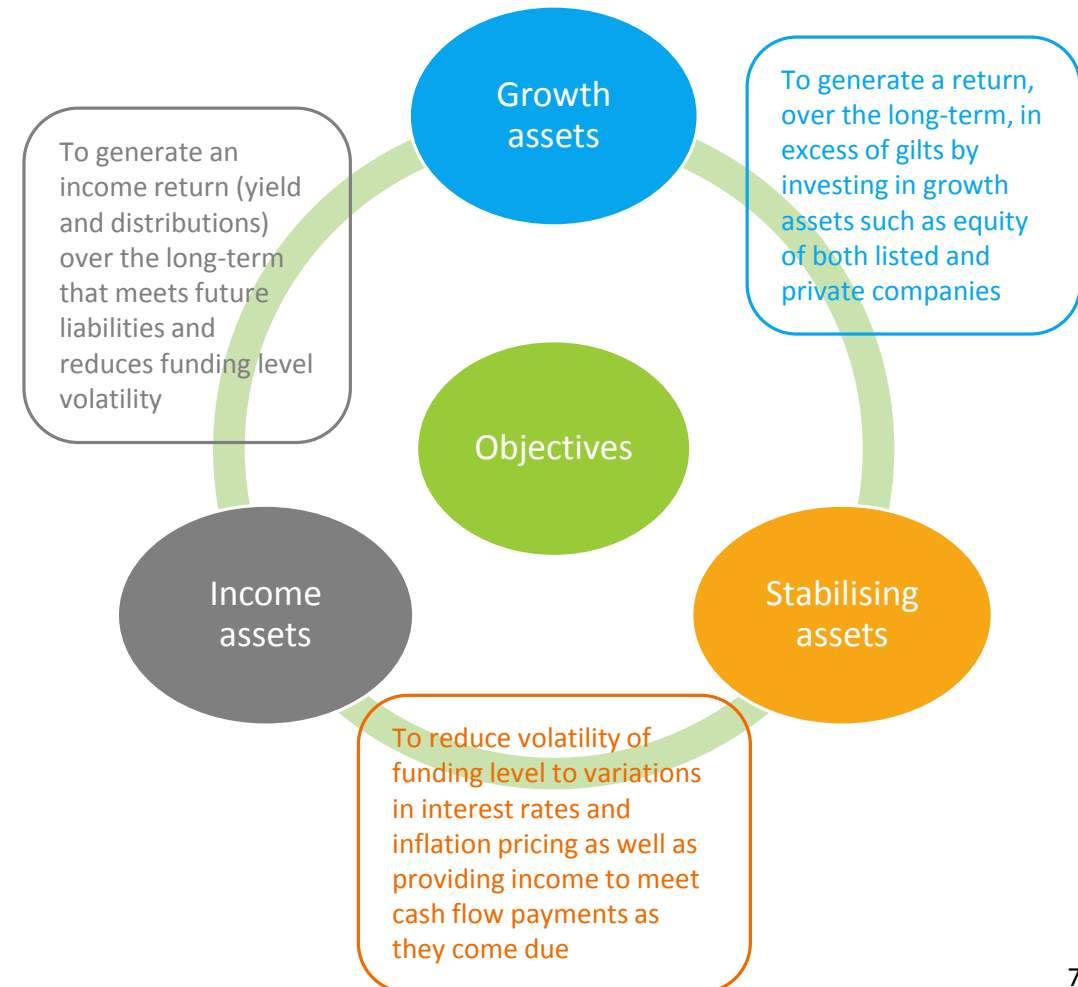 Growth
assets
To generate a return,
over the long-term, in
excess of gilts by
investing in growth
assets such as equity
of both listed and
private companies
To generate an
income return (yield
and distributions)
over the long-term
that meets future
liabilities and
reduces funding level
volatility
Objectives
Income
assets
Stabilising
assets
To reduce volatility of
funding level to variations
in interest rates and
inflation pricing as well as
providing income to meet
cash flow payments as
they come due
7